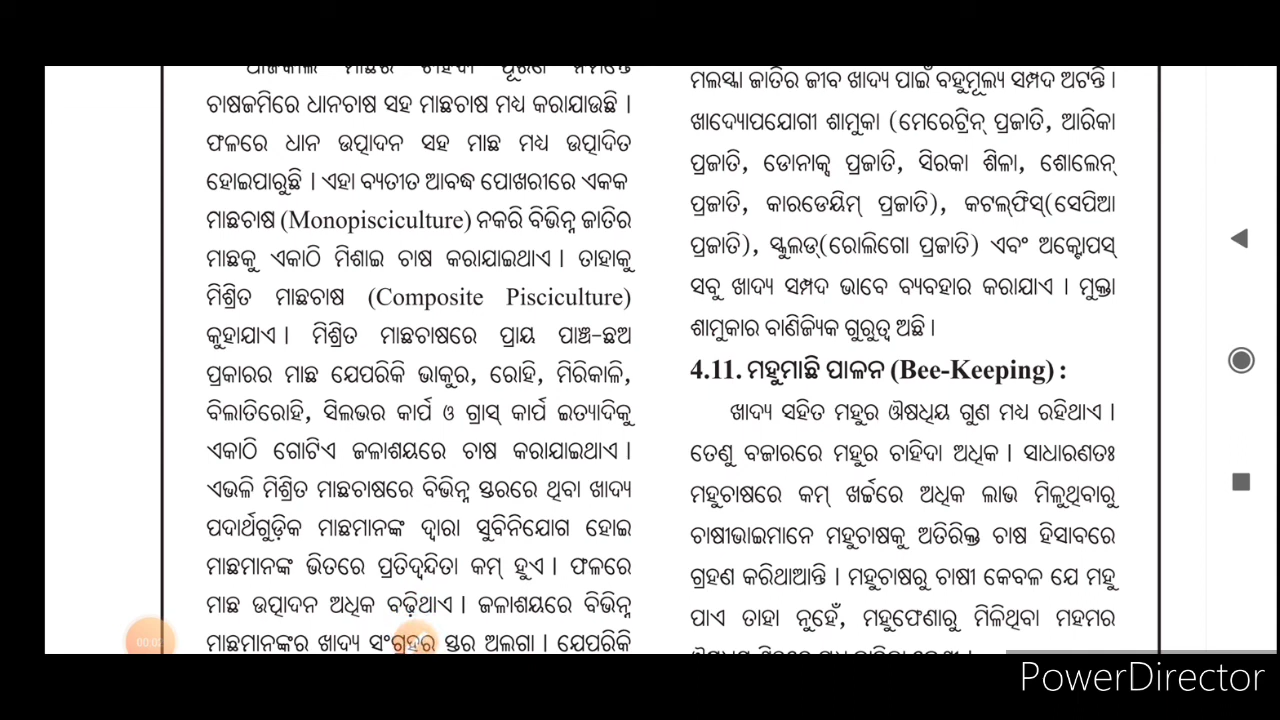 ଚାଷଜମିରେ ଧାନଚାଷ ସହ ମାଛଚାଷ ମଧ୍ୟ କରାଯାଉଛି ।
ଫଳରେ ଧାନ ଉତ୍ପାଦନ ସହ ମାଛ ମଧ୍ୟ ଉତ୍ପାଦିତ
ହୋଇପାରୁଛି । ଏହା ବ୍ୟତୀତ ଆବଦ୍ଧ ପୋଖରୀରେ ଏକକ
ମାଛଚାଷ (Monopisciculture) ନକରି ବିଭିନ୍ନ ଜାତିର
ମାଛକୁ ଏକାଠି ମିଶାଇ ଚାଷ କରାଯାଇଥାଏ । ତାହାକୁ
ମିଶ୍ରିତ ମାଛଚାଷ (Composite Pisciculture)
କୁହାଯାଏ । ମିଶ୍ରିତ ମାଛଚାଷରେ ପ୍ରାୟ ପାଞ୍ଚ-ଛଅ
ପ୍ରକାରର ମାଛ ଯେପରିକି ଭାକୁର, ରୋହି, ମିରିକାଳି,
ବିଲାତିରୋହି, ସିଲଭର କାର୍ପ ଓ ଗ୍ରାସ୍ କାର୍ପ ଇତ୍ୟାଦିକୁ
ଏକାଠି ଗୋଟିଏ ଜଳାଶୟରେ ଚାଷ କରାଯାଇଥାଏ ।
ଏଭଳି ମିଶ୍ରିତ ମାଛଚାଷରେ ବିଭିନ୍ନ ସ୍ତରରେ ଥିବା ଖାଦ୍ୟ
ପଦାର୍ଥଗୁଡ଼ିକ ମାଛମାନଙ୍କ ଦ୍ୱାରା ସୁବିନିଯୋଗ ହୋଇ
ମାଛମାନଙ୍କ ଭିତରେ ପ୍ରତିଦ୍ୱନ୍ଦିତା କମ୍ ହୁଏ । ଫଳରେ
ମାଛ ଉତ୍ପାଦନ ଅଧିକ ବଢ଼ିଥାଏ । ଜଳାଶୟରେ ବିଭିନ୍ନ
ମାଛମାନଙ୍କର ଖାଦ୍ୟ ସଂଗ୍ରହର ସ୍ତର ଅଲଗା । ଯେପରିକି
ମଲସ୍କା ଜାତିର ଜୀବ ଖାଦ୍ୟ ପାଇଁ ବହୁମୂଲ୍ୟ ସମ୍ପଦ ଅଟନ୍ତି ।
ଖାଦ୍ୟୋପଯୋଗୀ ଶାମୁକା (ମେରେଟ୍ରିନ୍ ପ୍ରଜାତି, ଆରିକା
ପ୍ରଜାତି, ଡୋନାକ୍ସ ପ୍ରଜାତି, ସିରକା ଶିଳା, ଶୋଲେନ୍
ପ୍ରଜାତି, କାରଡେୟିମ୍ ପ୍ରଜାତି), କଟଲ୍‌ଫିସ୍(ସେପିଆ
ପ୍ରଜାତି), ସ୍କୁଇଲଡ୍(ରୋଲିଗୋ ପ୍ରଜାତି) ଏବଂ ଅକ୍ଟୋପସ୍
ସବୁ ଖାଦ୍ୟ ସମ୍ପଦ ଭାବେ ବ୍ୟବହାର କରାଯାଏ । ମୁକ୍ତା
ଶାମୁକାର ବାଣିଜ୍ୟିକ ଗୁରୁତ୍ୱ ଅଛି ।
4.11. ମହୁମାଛି ପାଳନ (Bee-Keeping) :
ଖାଦ୍ୟ ସହିତ ମହୁର ଔଷଧିୟ ଗୁଣ ମଧ୍ୟ ରହିଥାଏ ।
ତେଣୁ ବଜାରରେ ମହୁର ଚାହିଦା ଅଧିକ । ସାଧାରଣତଃ
ମହୁଚାଷରେ କମ୍ ଖର୍ଚ୍ଚରେ ଅଧିକ ଲାଭ ମିଳୁଥିବାରୁ
ଚାଷୀଭାଇମାନେ ମହୁଚାଷକୁ ଅତିରିକ୍ତ ଚାଷ ହିସାବରେ
ଗ୍ରହଣ କରିଥାଆନ୍ତି । ମହୁଚାଷରୁ ଚାଷୀ କେବଳ ଯେ ମହୁ
ପାଏ ତାହା ନୁହେଁ, ମହୁଫେଣାରୁ ମିଳିଥିବା ମହମର
PowerDirector